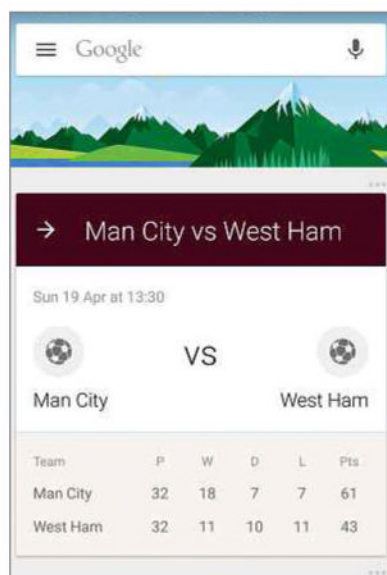 Google
Man City vs West Ham
Sun 19 Apr at 13:30
VS
Man City West Ham
Team P W D L Pts
Man City 32 18 7 7 61
West Ham 32 11 10 11 43